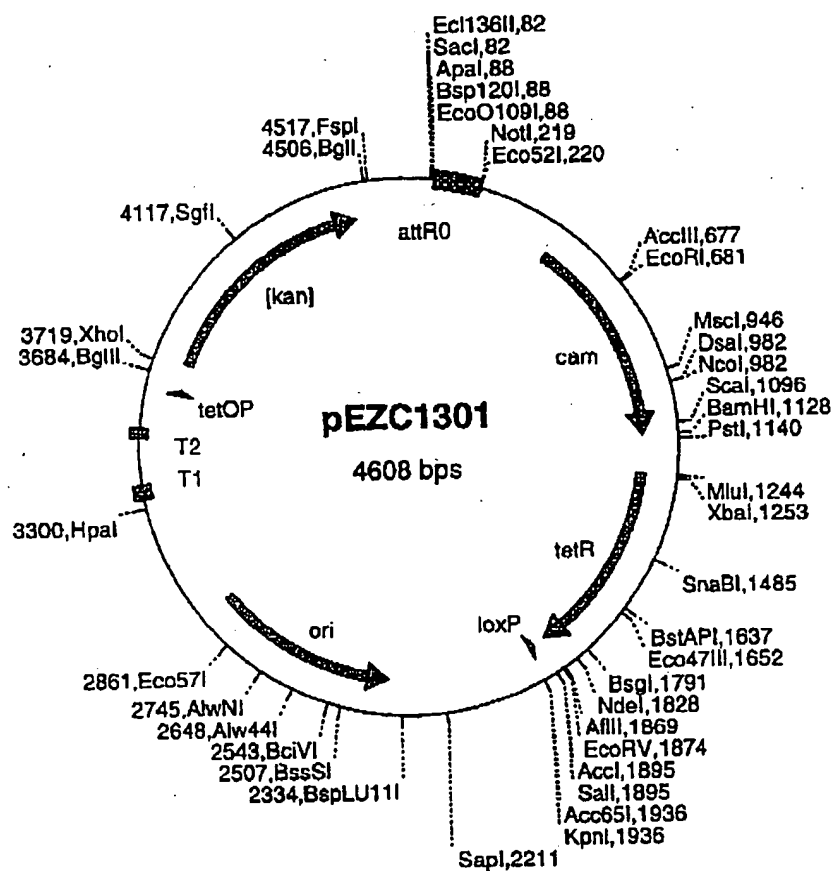 Ecl136II,82
SacI,82
ApaI,88
Bsp120I,88
EcoO109I,88
NotI,219
Eco52I,220
4517,FspI
4506,BglI
4117,SgfI
attR0
[kan]
AccIII,677
EcoRI,681
cam
MscI,946
DsaI,982
NcoI,982
ScaI,1096
BamHI,1128
PstI,1140
3719,XhoI
3684,BglII
tetOP
pEZC1301
4608 bps
T2
T1
MluI,1244
XbaI,1253
3300,HpaI
tetR
SnaBI,1485
loxP
ori
BstAPI,1637
Eco47III,1652
BsgI,1791
NdeI,1828
AflII,1869
EcoRV,1874
AccI,1895
SalI,1895
Acc65I,1936
KpnI,1936
2861,Eco57I
2745,AlwNI
2648,Alw44I
2543,BciVI
2507,BssSI
2334,BspLU11I
SapI,2211